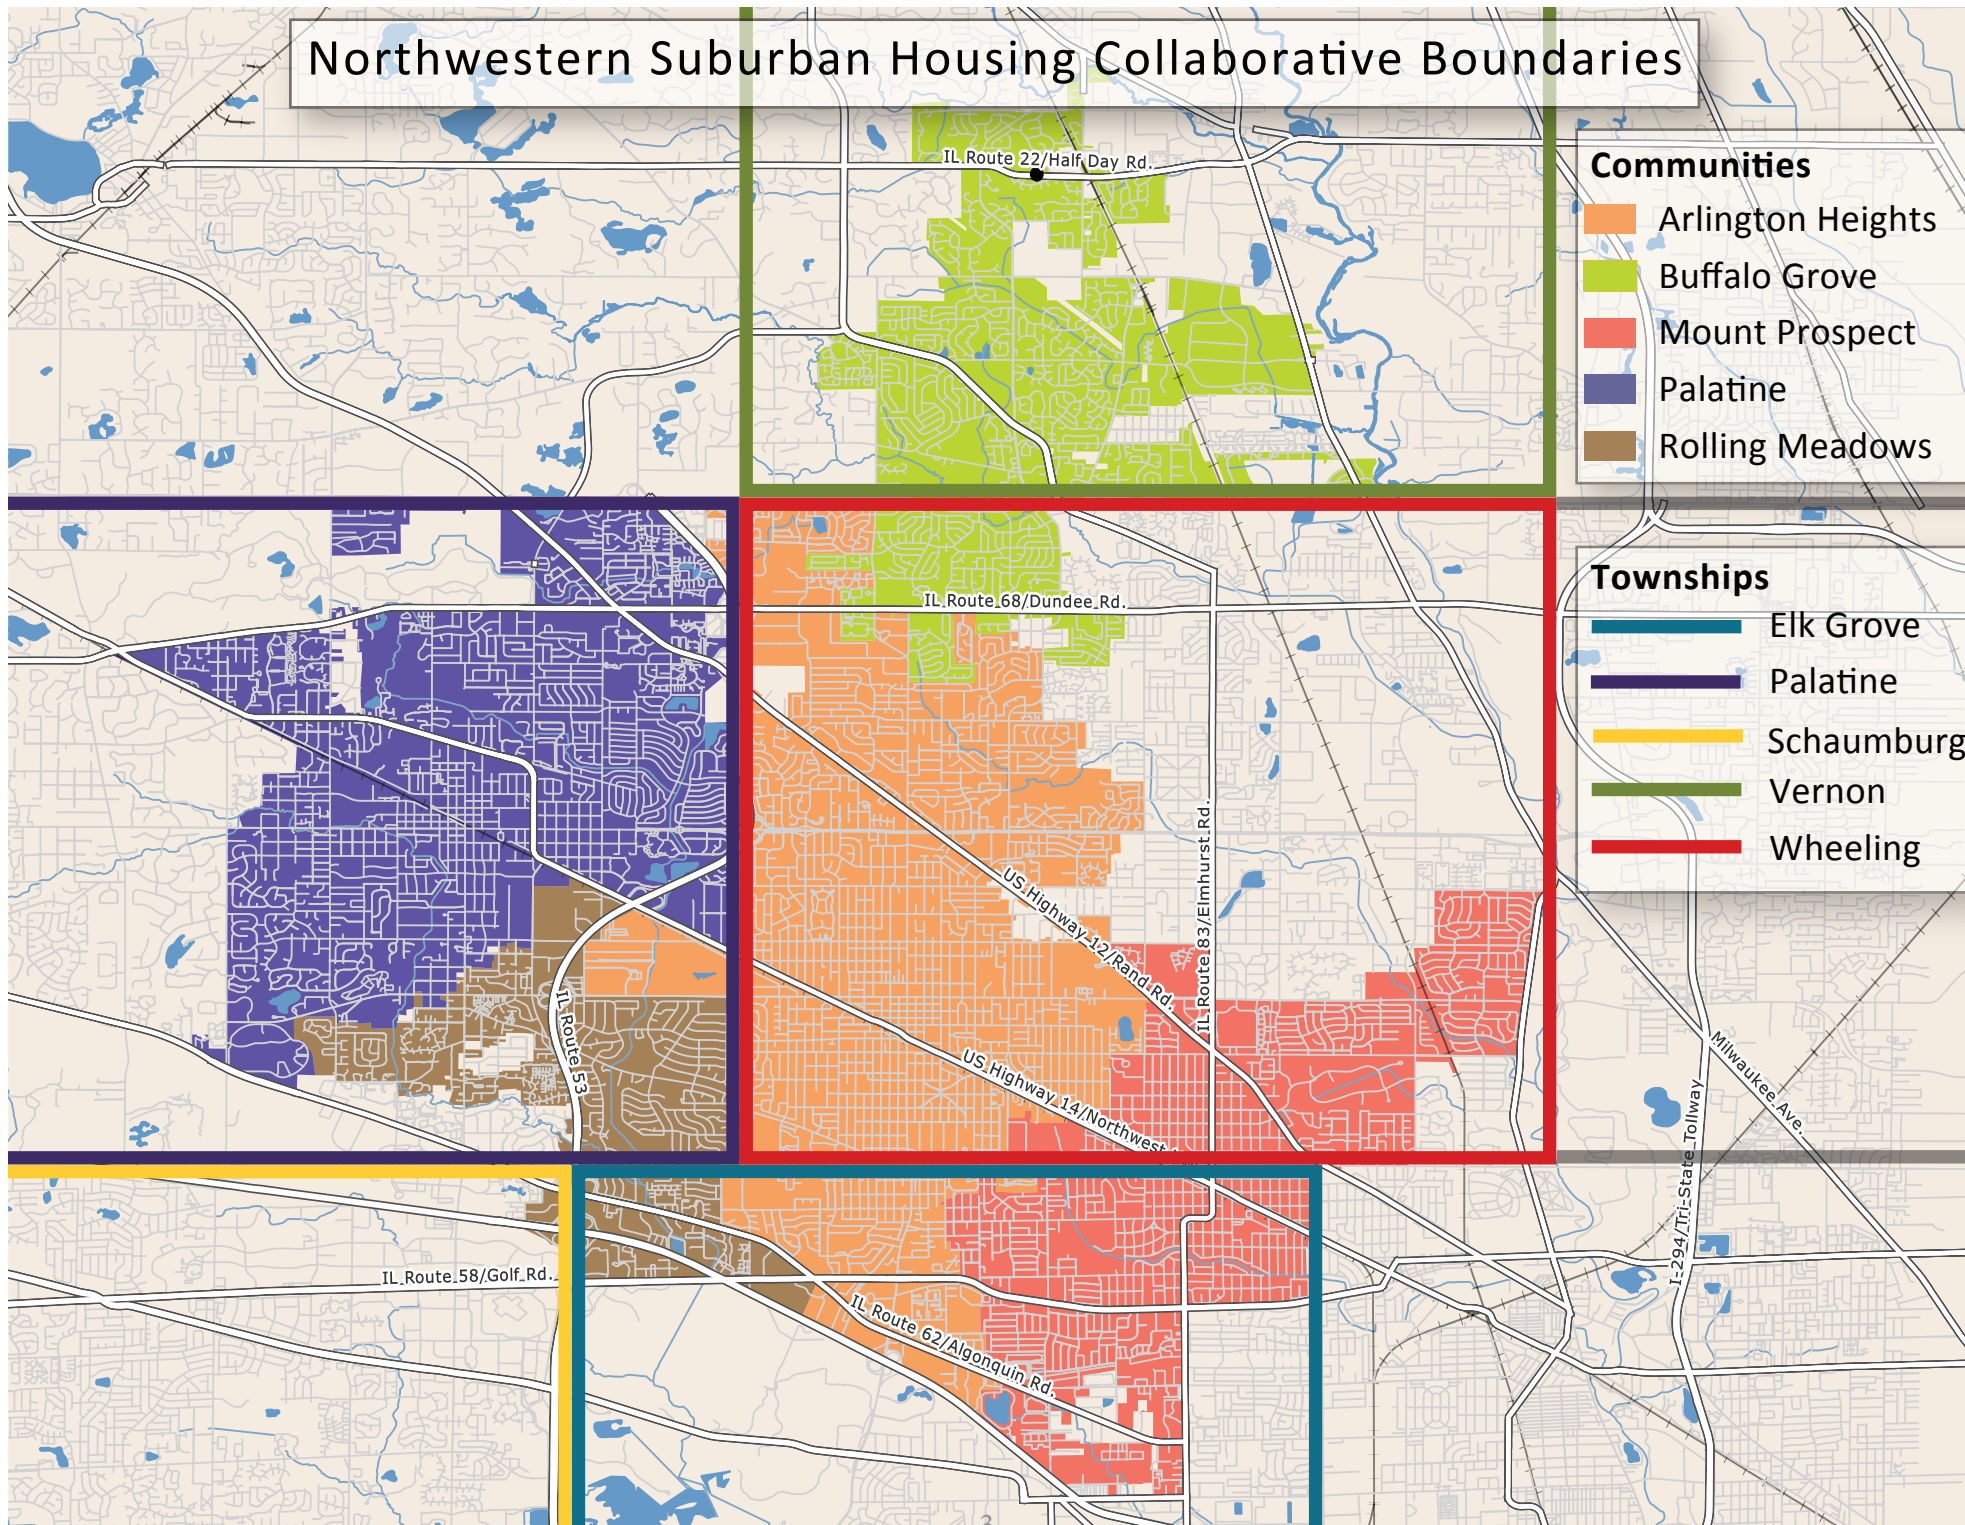 Northwestern Suburban Housing Collaborative Boundaries
IL Route 22/Half Day Rd.
Communities
Arlington Heights
Buffalo Grove
Mount Prospect
Palatine
Rolling Meadows
IL Route 68/Dundee Rd.
Townships
Elk Grove
Palatine
Schaumburg
Vernon
Wheeling
US Highway 12/Rand Rd.
IL Route 83/Elmhurst Rd.
IL Route 53
US Highway 14/Northwest
Milwaukee Ave.
I-294/Tri-State Tollway
IL Route 58/Golf Rd.
IL Route 62/Algonquin Rd.